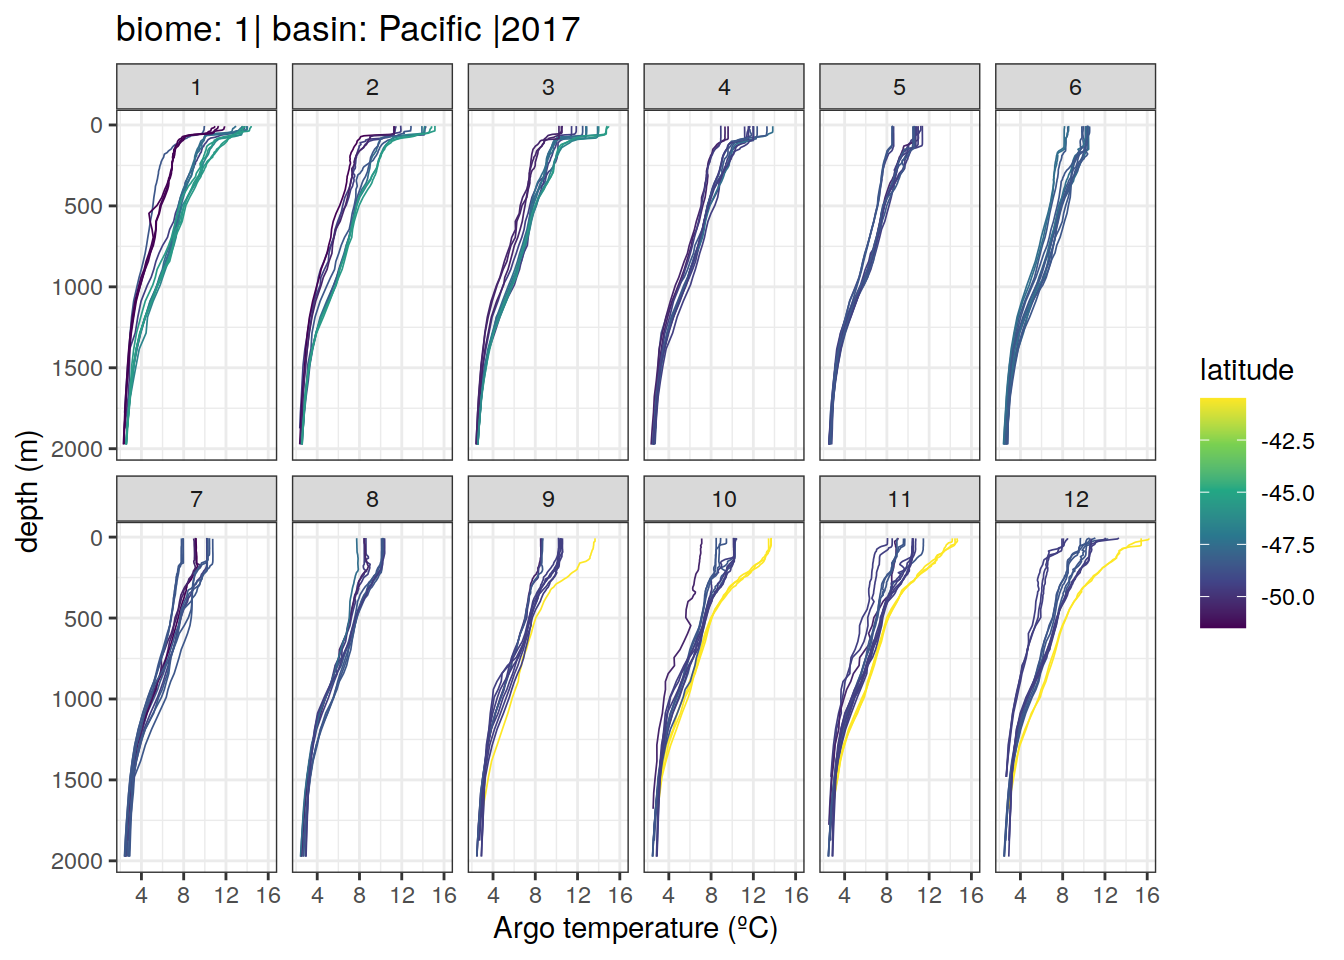 biome: 1| basin: Pacific |2017
1 2 3 4 5 6
0
500
1000
1500
2000
7 8 9 10 11 12
0
500
1000
1500
2000
4 8 12 16 4 8 12 16 4 8 12 16 4 8 12 16 4 8 12 16 4 8 12 16
Argo temperature (ºC)
depth (m)
latitude
-42.5
-45.0
-47.5
-50.0